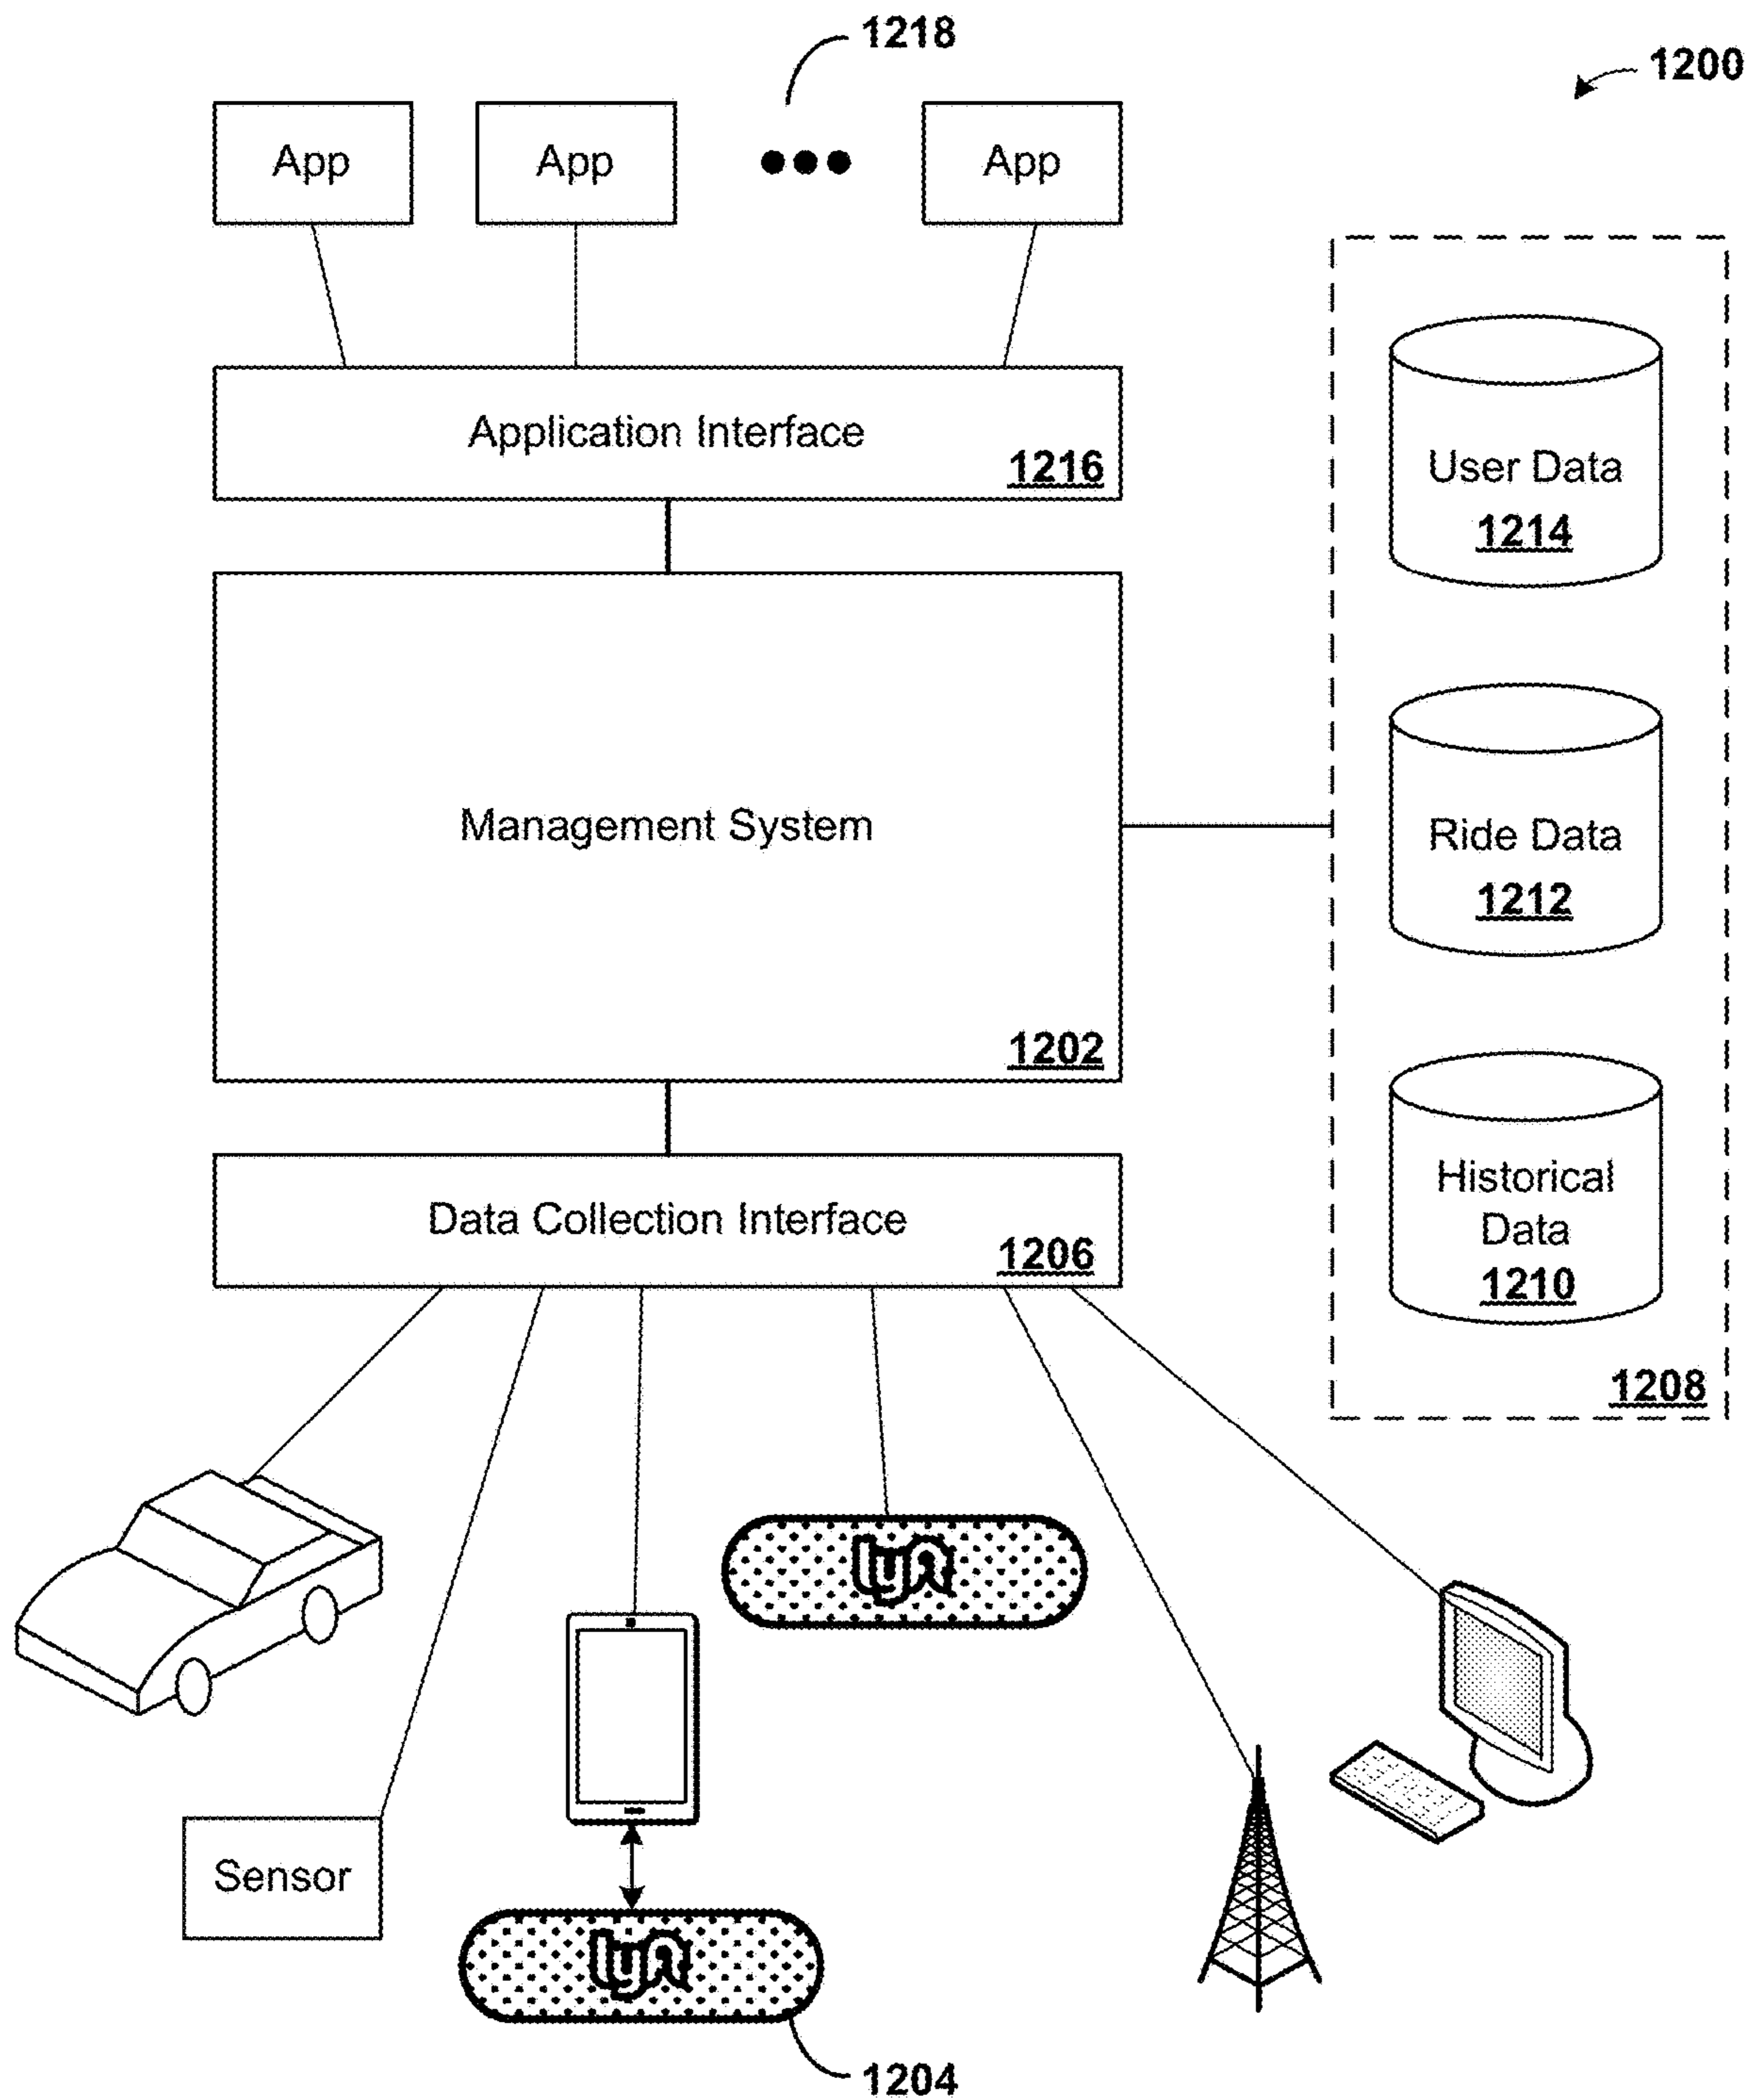 1218
1200
App
App
App
Application Interface
1216
User Data
1214
Management System
1202
Ride Data
1212
Data Collection Interface
1206
Historical
Data
1210
1208
lyft
Sensor
lyft
1204